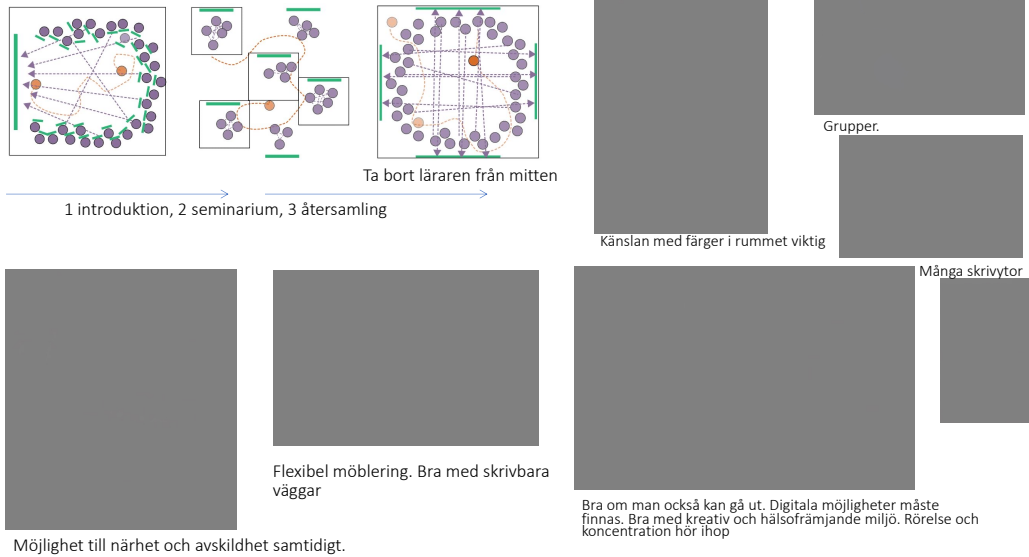 Ta bort läraren från mitten
1 introduktion, 2 seminarium, 3 återsamling
Grupper.
Känslan med färger i rummet viktig
Många skrivytor
Flexibel möblering. Bra med skrivbara
väggar
Möjlighet till närhet och avskildhet samtidigt.
Bra om man också kan gå ut. Digitala möjligheter måste
finnas. Bra med kreativ och hälsofrämjande miljö. Rörelse och
koncentration hör ihop